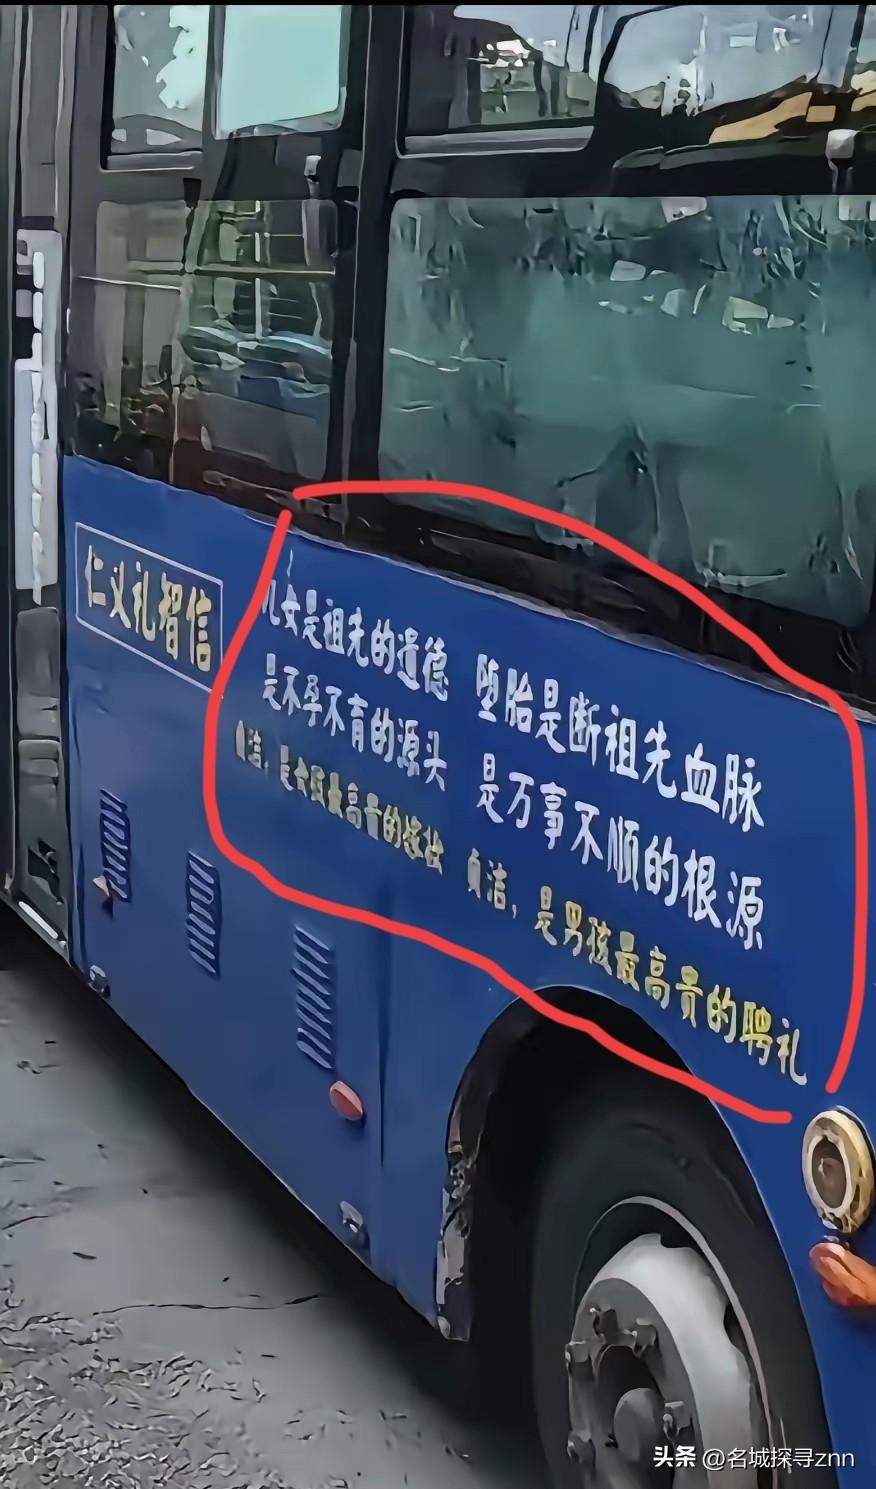 仁义礼智信
儿女是祖先的道德 堕胎是断祖先血脉
是不孕不育的源头 是万事不顺的根源
贞洁，是女孩最高贵的嫁妆 贞洁，是男孩最高贵的聘礼
头条 @名城探寻znn